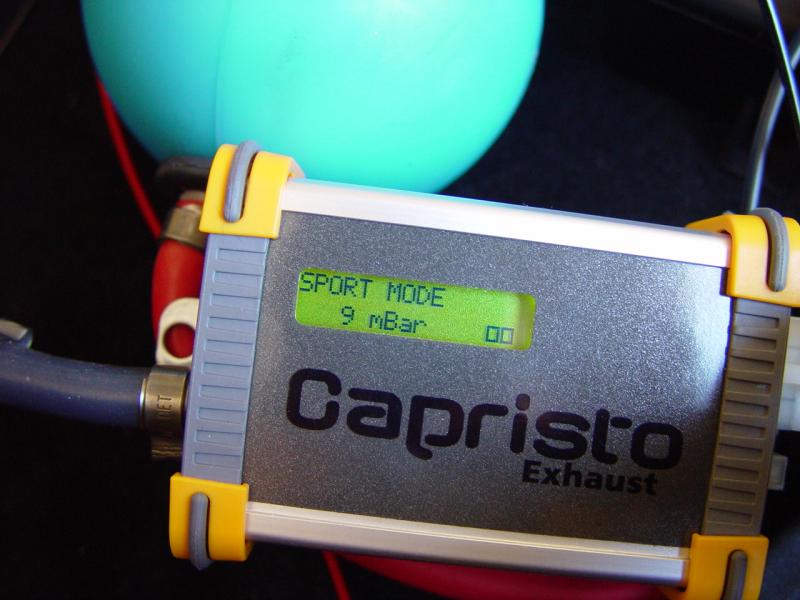 SPORT MODE
9 mBar
Capristo
Exhaust